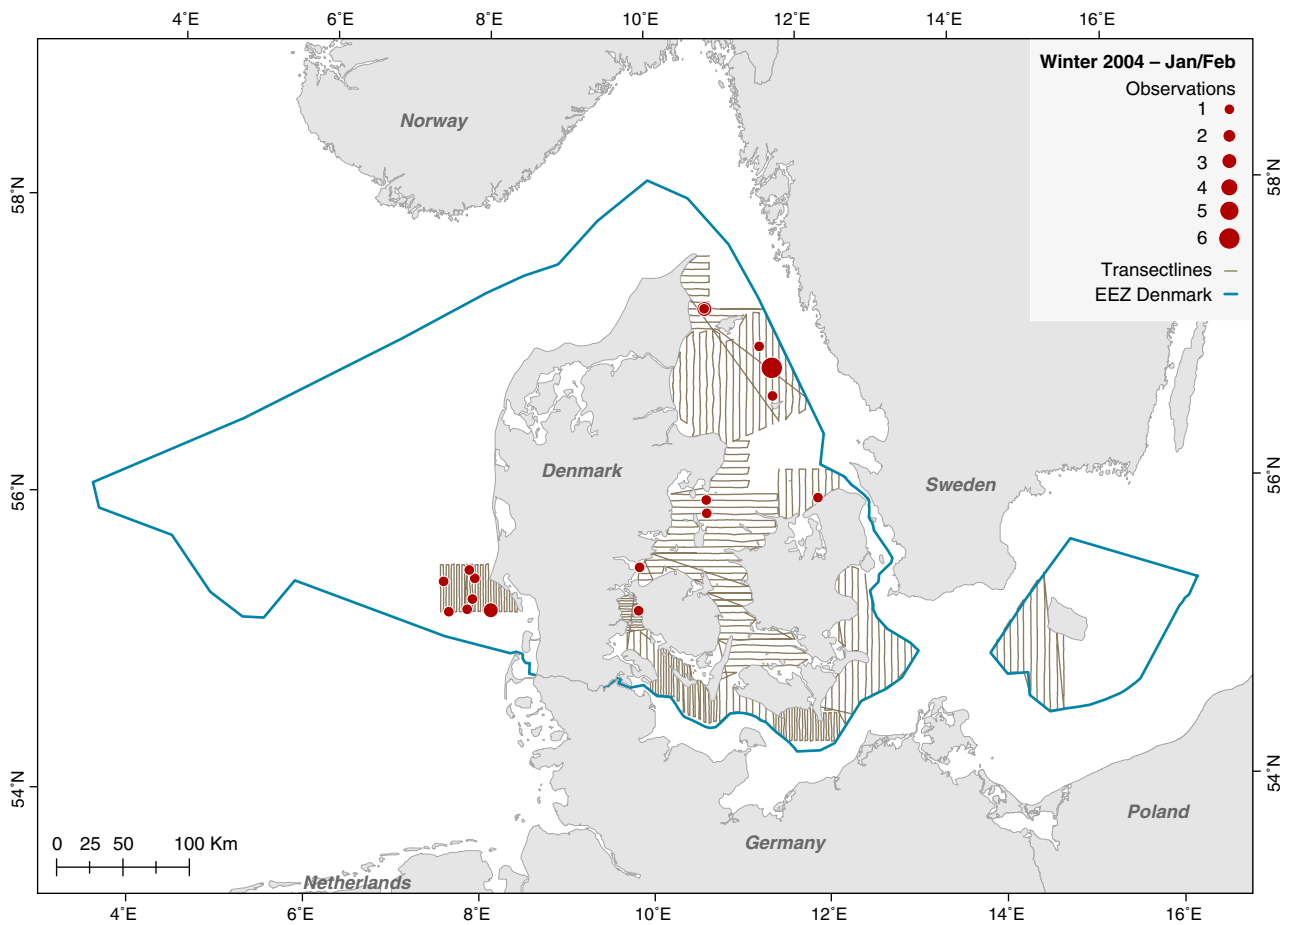 4°E 6°E 8°E 10°E 12°E 14°E 16°E
Winter 2004 – Jan/Feb
Observations
1
2
3
4
5
6
Transectlines
EEZ Denmark
Norway
58°N
58°N
Denmark
Sweden
56°N
56°N
54°N
54°N
Poland
Germany
Netherlands
0 25 50 100 Km
4°E 6°E 8°E 10°E 12°E 14°E 16°E